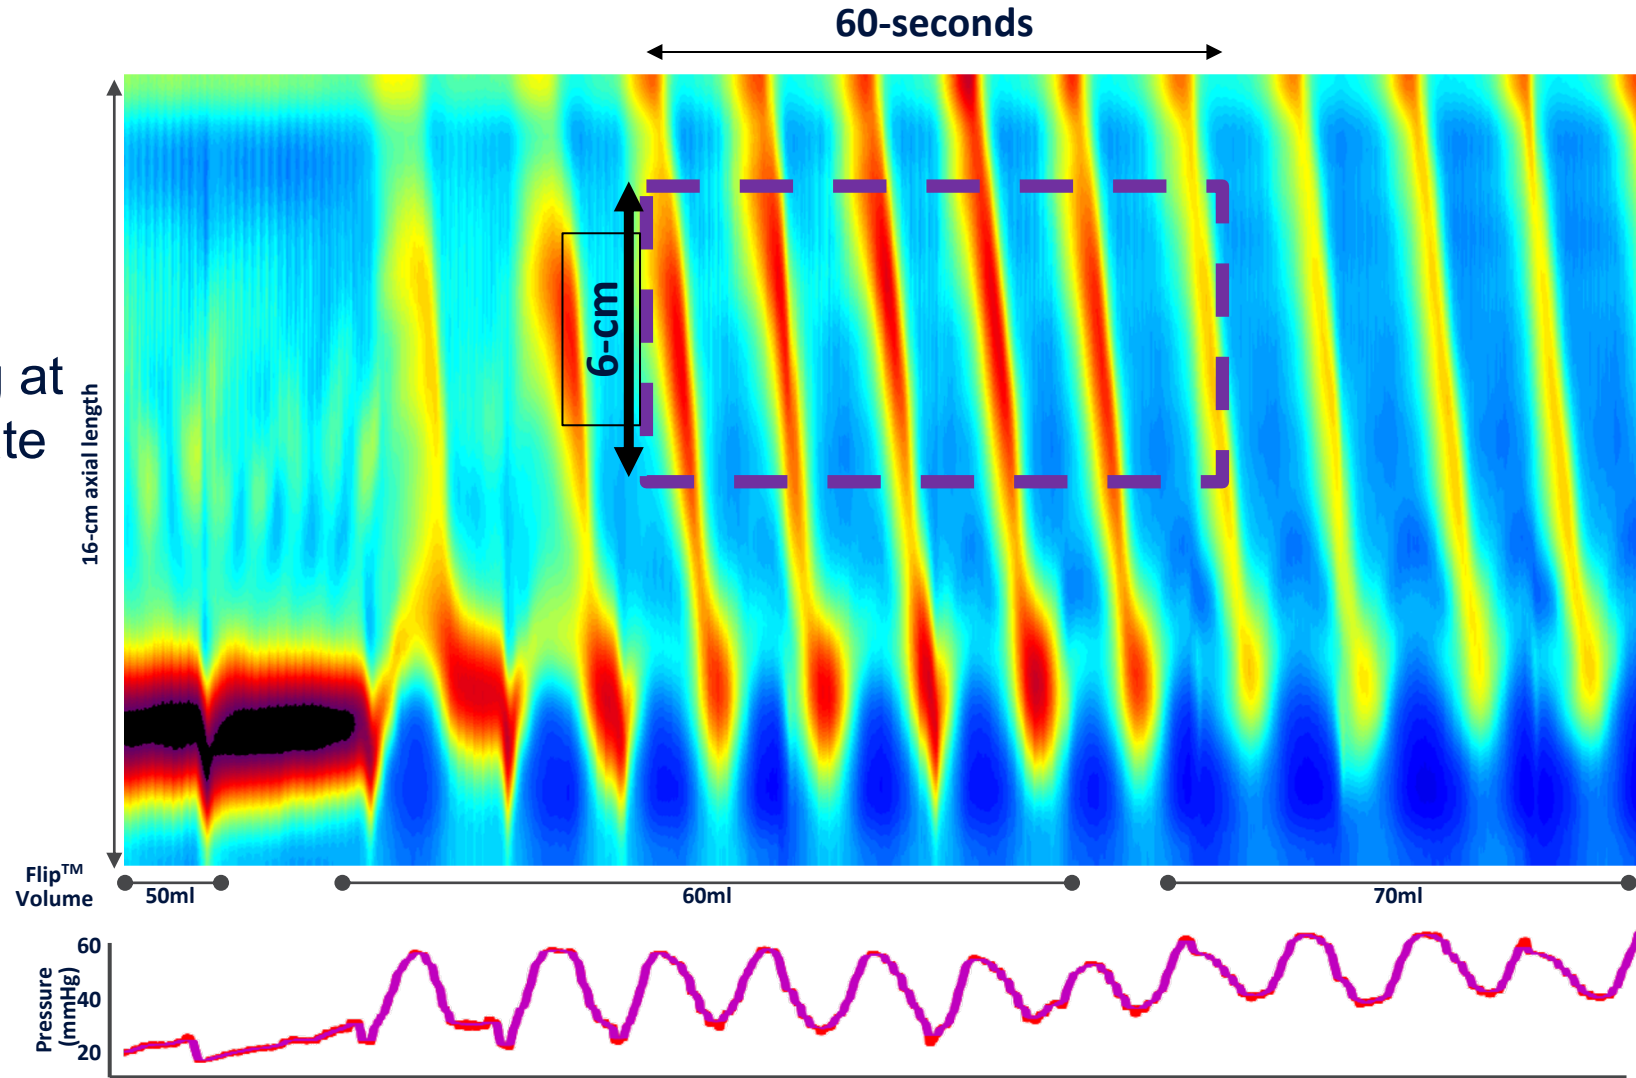 60-seconds
6-cm
at
16-cm axial length
Flip™
Volume
50ml
60ml
70ml
Pressure
(mmHg)
60
40
20